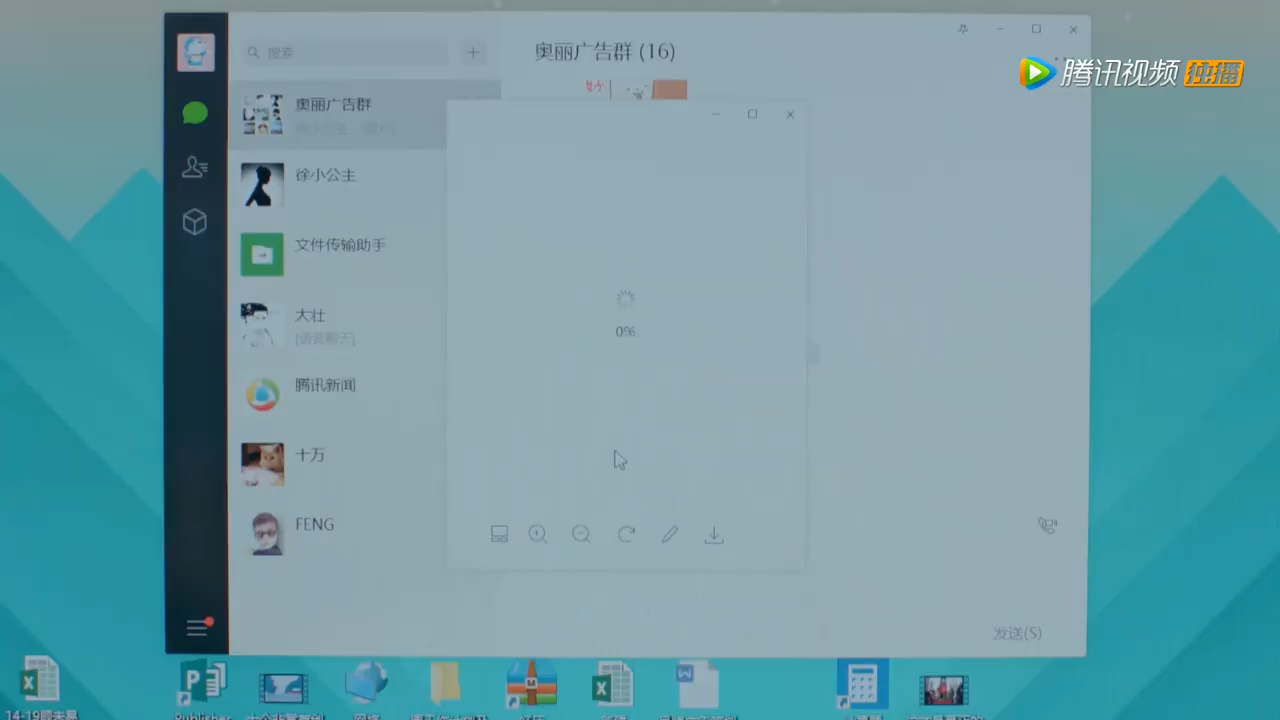 搜索
奥丽广告群 (16)
腾讯视频 独播
奥丽广告群
徐小公主
文件传输助手
大壮
[语音聊天]
腾讯新闻
十万
FENG
0%
发送(S)